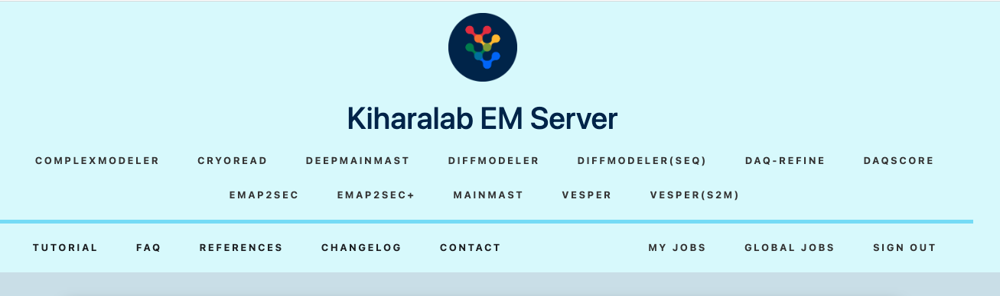 Kiharalab EM Server
COMPLEXMODELER CRYOREAD DEEPMAINMAST DIFFMODELER DIFFMODELER(SEQ) DAQ-REFINE DAQSCORE
EMAP2SEC EMAP2SEC+ MAINMAST VESPER VESPER(S2M)
TUTORIAL FAQ REFERENCES CHANGELOG CONTACT MY JOBS GLOBAL JOBS SIGN OUT